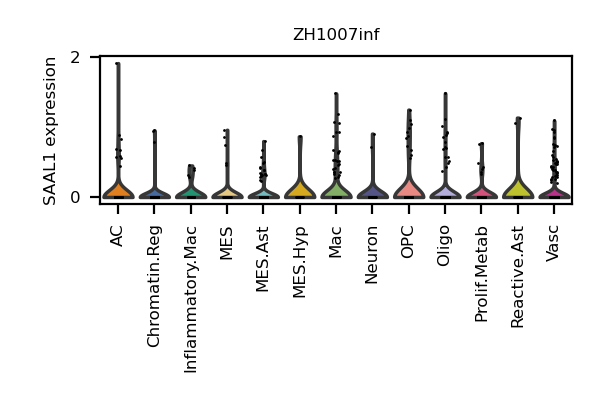 ZH1007inf
SAAL1 expression
2
0
AC
Chromatin.Reg
Inflammatory.Mac
MES
MES.Ast
MES.Hyp
Mac
Neuron
OPC
Oligo
Prolif.Metab
Reactive.Ast
Vasc